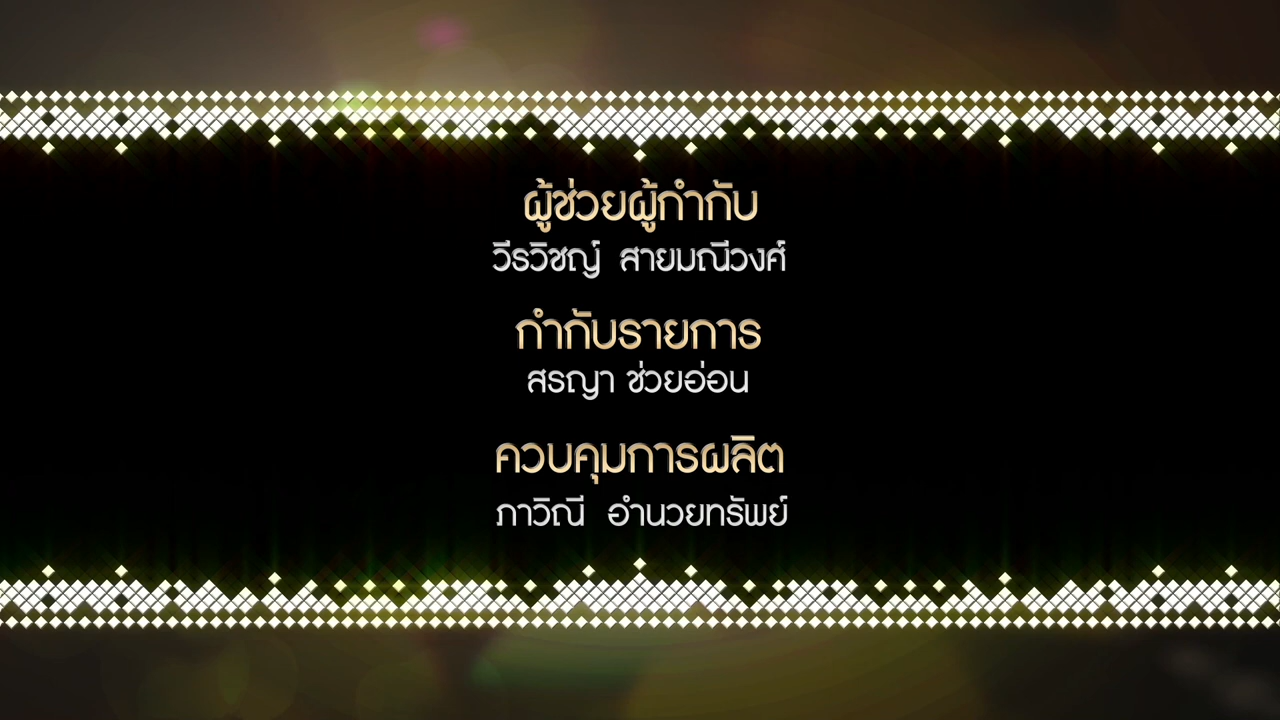 ผู้ช่วยผู้กำกับ
วีรวิชญ์ สายมณีวงศ์
กำกับรายการ
สรญา ช่วยอ่อน
ควบคุมการผลิต
ภาวิณี อำนวยทรัพย์